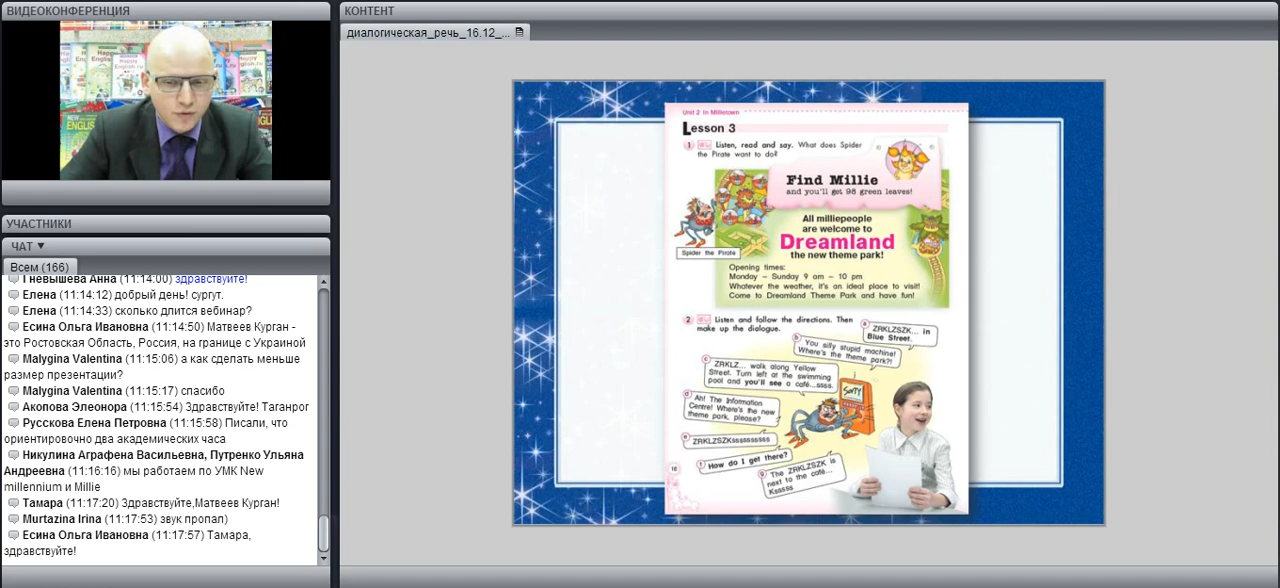 ВИДЕОКОНФЕРЕНЦИЯ
Happy
English.ru
ENGLISH
УЧАСТНИКИ
ЧАТ ▼
Всем (166)
Гневышева Анна (11:14:00) здравствуйте!
Елена (11:14:12) добрый день! сургут.
Елена (11:14:33) сколько длится вебинар?
Есина Ольга Ивановна (11:14:50) Матвеев Курган -
это Ростовская Область, Россия, на границе с Украиной
Malygina Valentina (11:15:06) а как сделать меньше
размер презентации?
Malygina Valentina (11:15:17) спасибо
Акопова Элеонора (11:15:54) Здравствуйте! Таганрог
Русскова Елена Петровна (11:15:58) Писали, что
ориентировочно два академических часа
Никулина Аграфена Васильевна, Путренко Ульяна
Андреевна (11:16:16) мы работаем по УМК New
millennium и Millie
Тамара (11:17:20) Здравствуйте,Матвеев Курган!
Murtazina Irina (11:17:53) звук пропал)
Есина Ольга Ивановна (11:17:57) Тамара,
здравствуйте!
КОНТЕНТ
диалогическая_речь_16.12_...
Unit 2 In Millietown
Lesson 3
1 Listen, read and say. What does Spider
the Pirate want to do?
Find Millie
and you'll get 98 green leaves!
Spider the Pirate
All milliepeople
are welcome to
Dreamland
the new theme park!
Opening times:
Monday – Sunday 9 am – 10 pm
Whatever the weather, it's an ideal place to visit!
Come to Dreamland Theme Park and have fun!
2 Listen and follow the directions. Then
make up the dialogue.
a ZRKLZSZK... in
Blue Street.
b You silly stupid machine!
Where's the theme park?!
c ZRKLZ... walk along Yellow
Street. Turn left at the swimming
pool and you'll see a café...ssss.
Sorry
d Ah! The Information
Centre! Where's the new
theme park, please?
e ZRKLZSZKssssssssss
f How do I get there?
g The ZRKLZSZK is
next to the café...
Ksssss